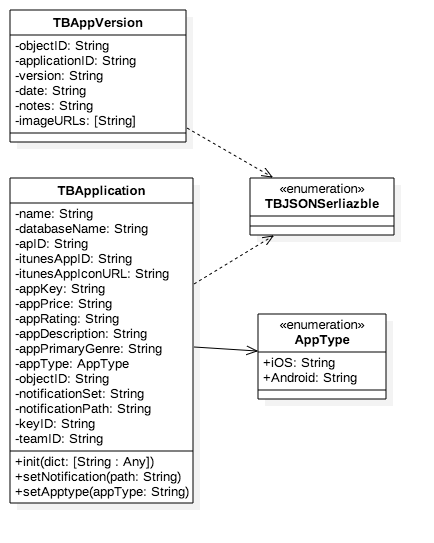 TBAppVersion
-objectID: String
-applicationID: String
-version: String
-date: String
-notes: String
-imageURLs: [String]
TBApplication
-name: String
-databaseName: String
-apID: String
-itunesAppID: String
-itunesAppIconURL: String
-appKey: String
-appPrice: String
-appRating: String
-appDescription: String
-appPrimaryGenre: String
-appType: AppType
-objectID: String
-notificationSet: String
-notificationPath: String
-keyID: String
-teamID: String
+init(dict: [String : Any])
+setNotification(path: String)
+setApptype(appType: String)
«enumeration»
TBJSONSerliazble
«enumeration»
AppType
+iOS: String
+Android: String